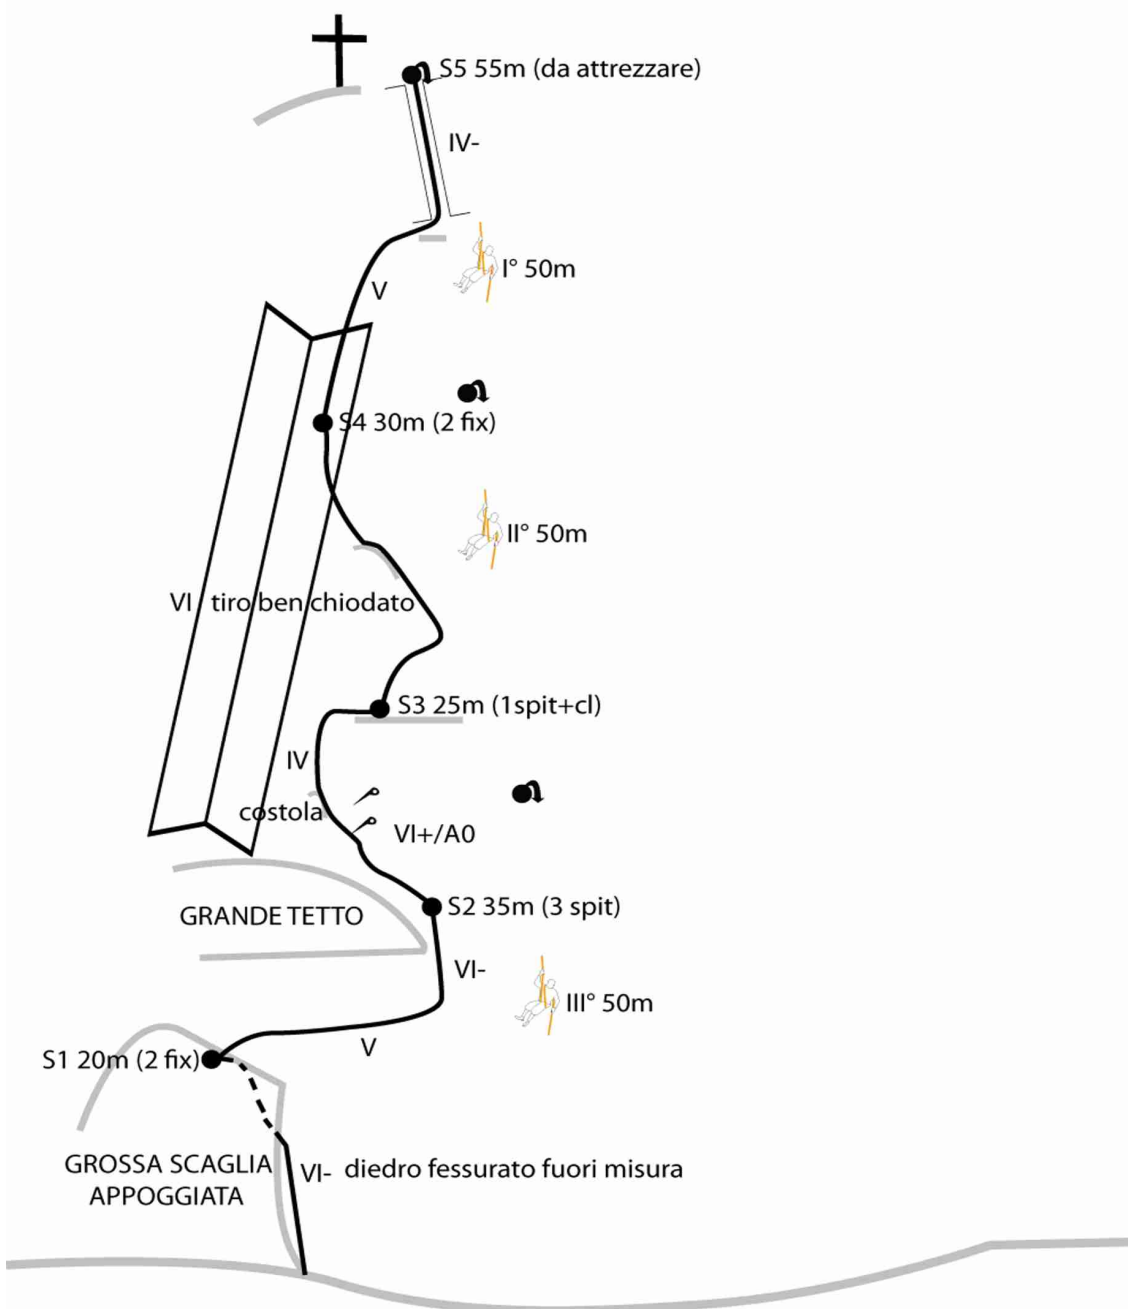 S5 55m (da attrezzare)
IV-
I° 50m
V
S4 30m (2 fix)
II° 50m
VI tiro ben chiodato
S3 25m (1spit+cl)
IV
costola
VI+/A0
S2 35m (3 spit)
GRANDE TETTO
VI-
III° 50m
V
S1 20m (2 fix)
GROSSA SCAGLIA
APPOGGIATA
VI- diedro fessurato fuori misura